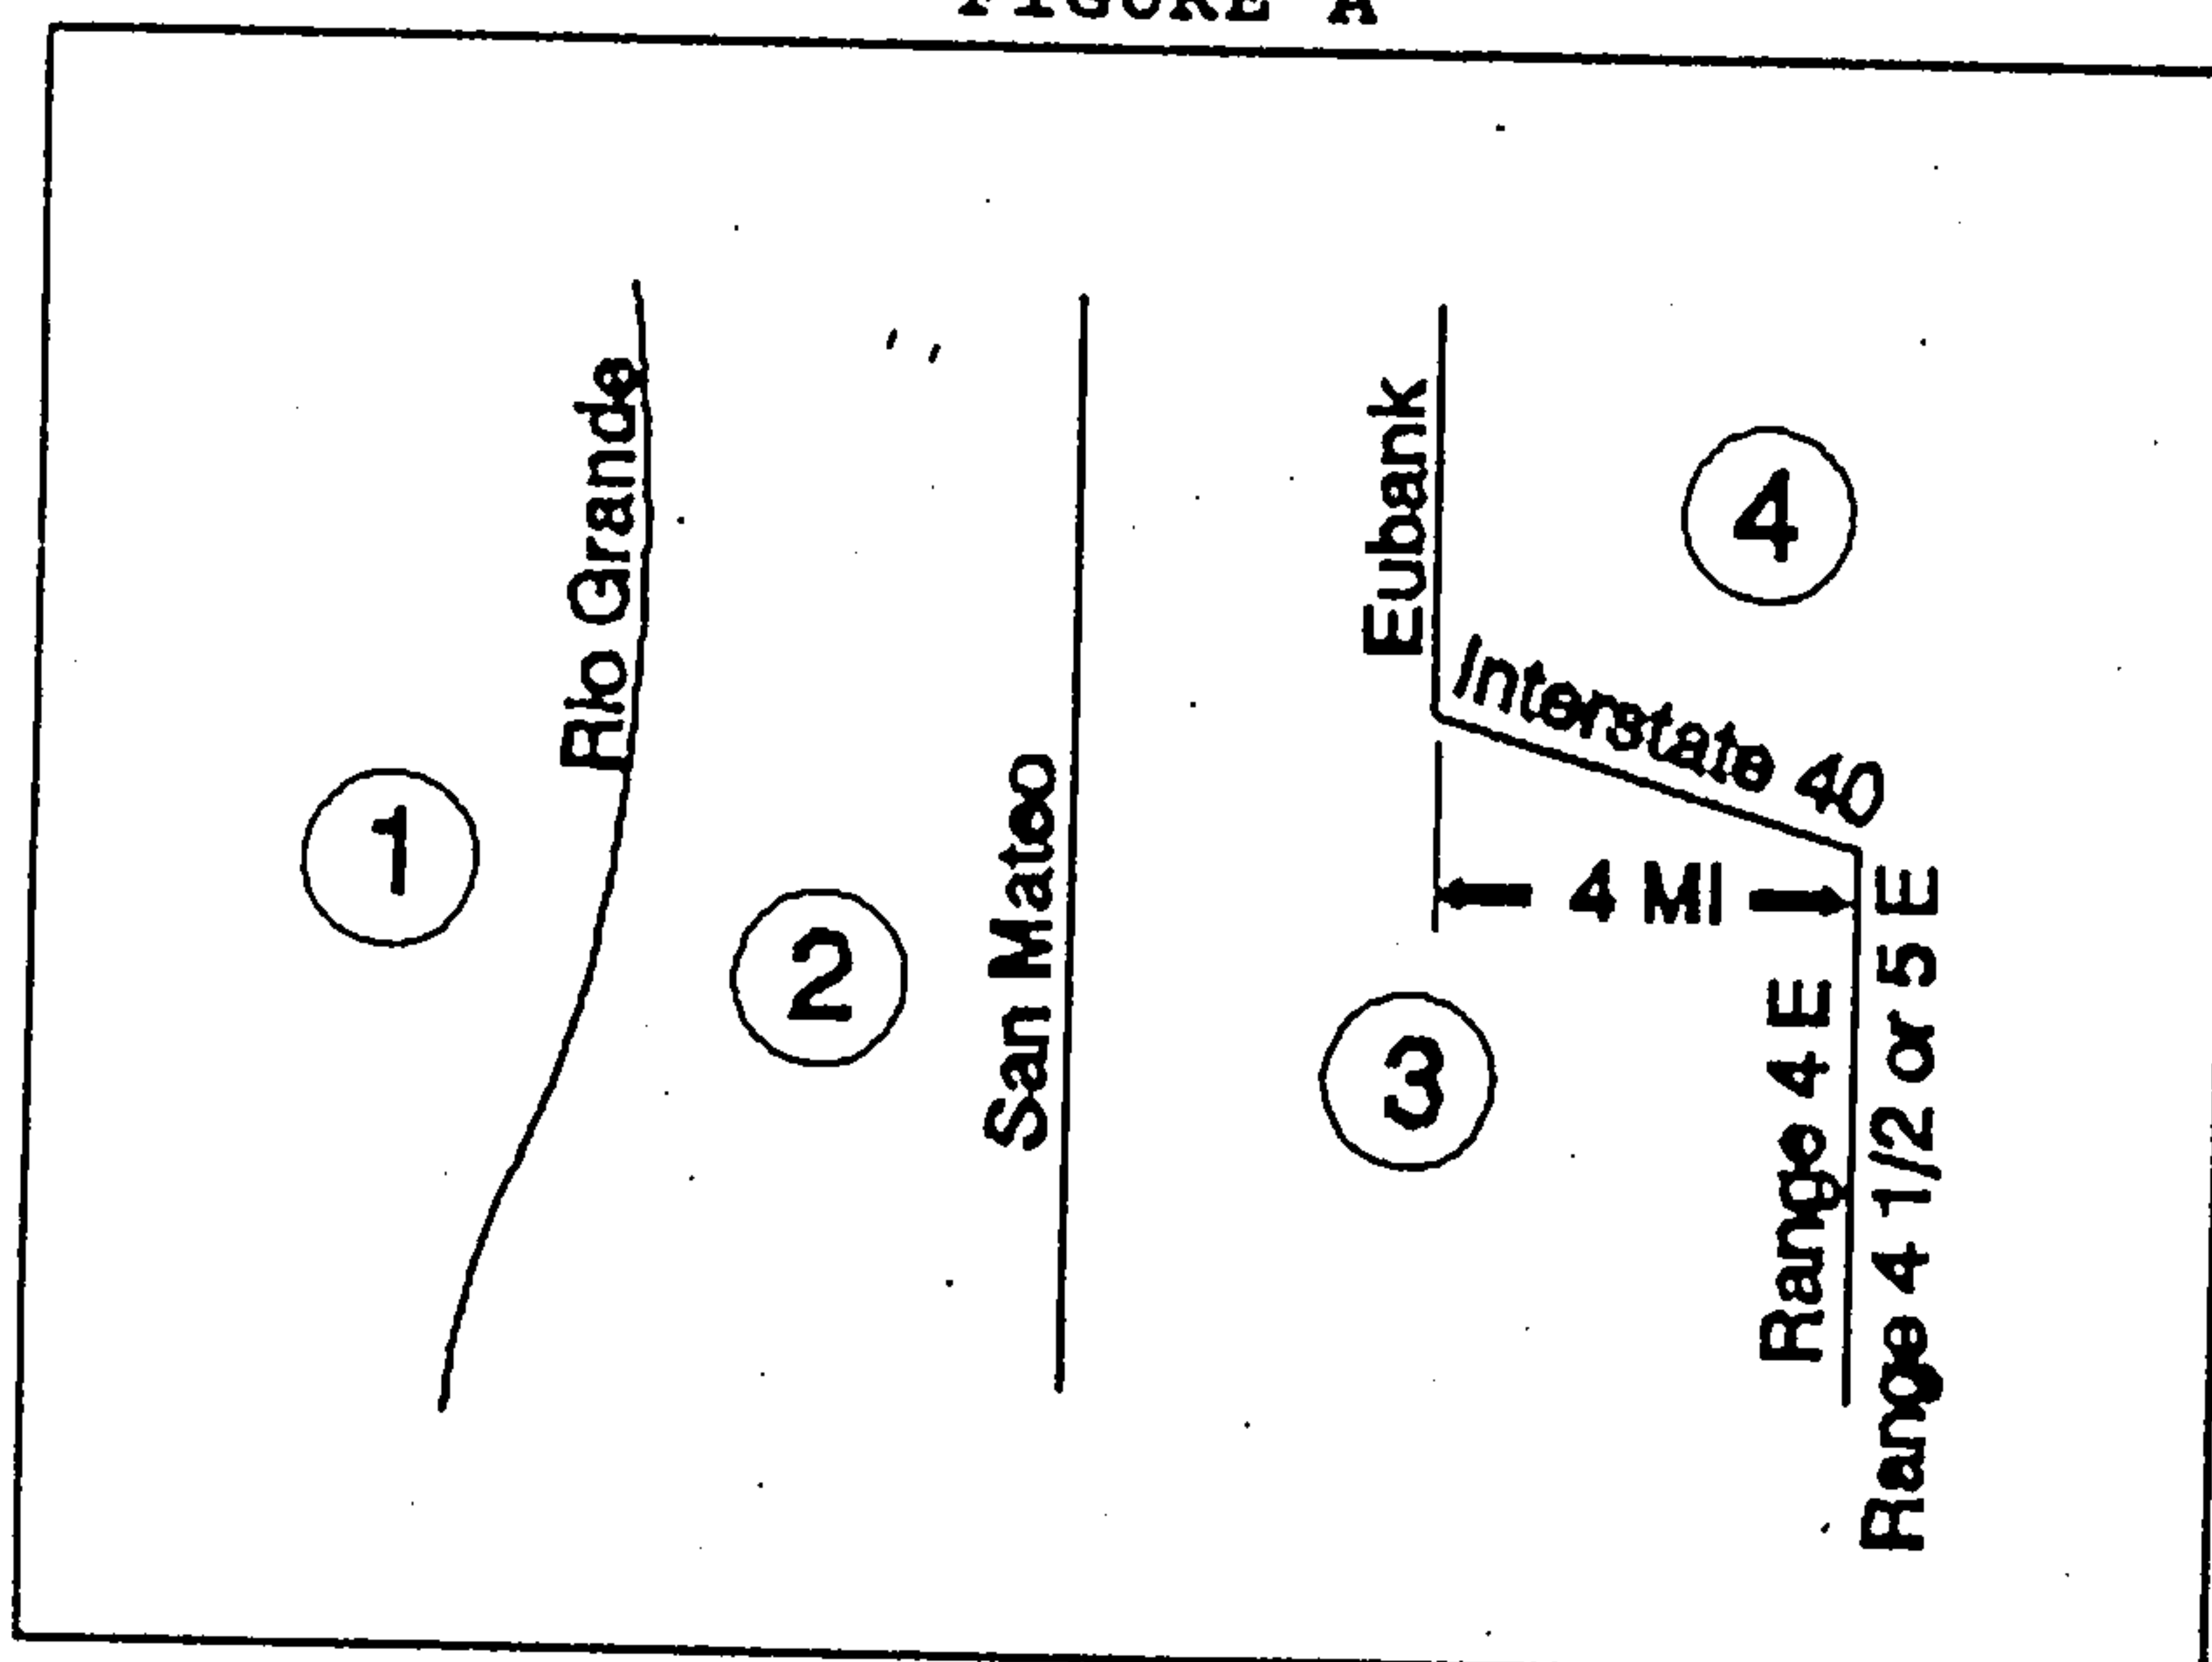 FIGURE A
Rio Grande
Eubank
4
Interstate 40
1
San Mateo
2
4 MI
3
Range 4 E
Range 4 1/2 or 5 E